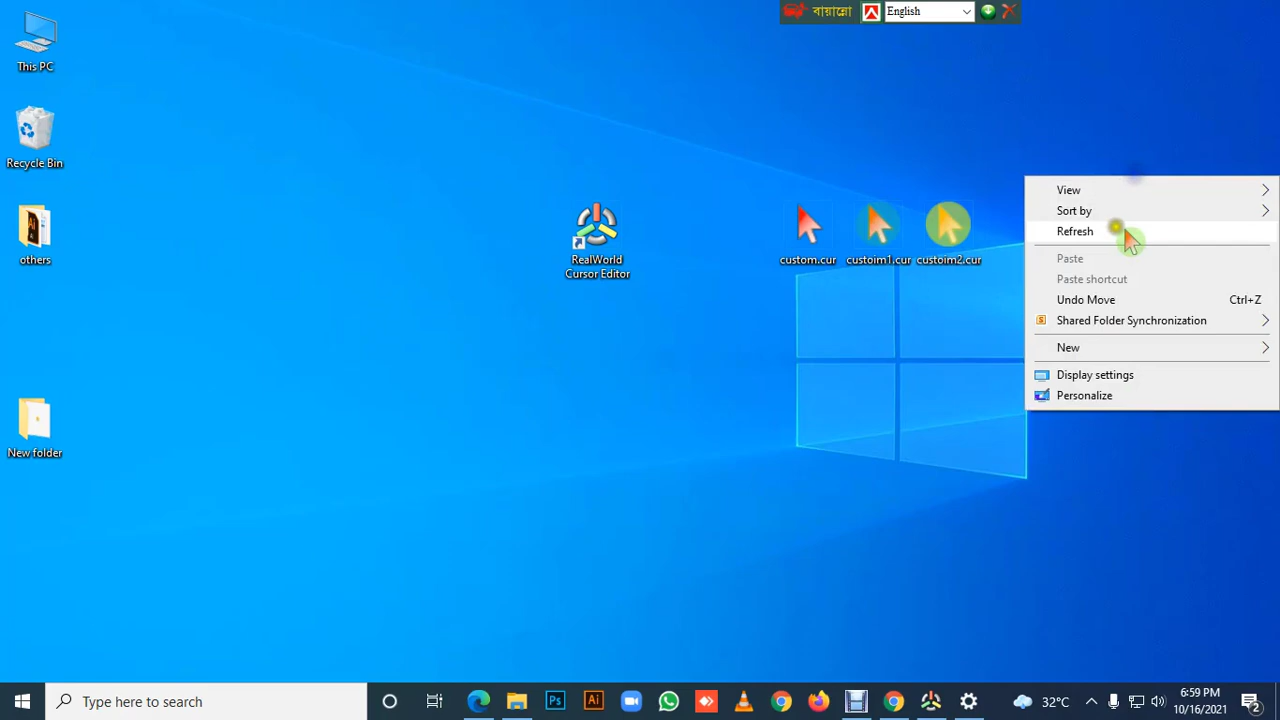 বায়ান্নো
English
This PC
Recycle Bin
others
New folder
RealWorld
Cursor Editor
custom.cur
custoim1.cur
custoim2.cur
View
Sort by
Refresh
Paste
Paste shortcut
Undo Move Ctrl+Z
Shared Folder Synchronization
New
Display settings
Personalize
Type here to search
32°C
6:59 PM
10/16/2021
2